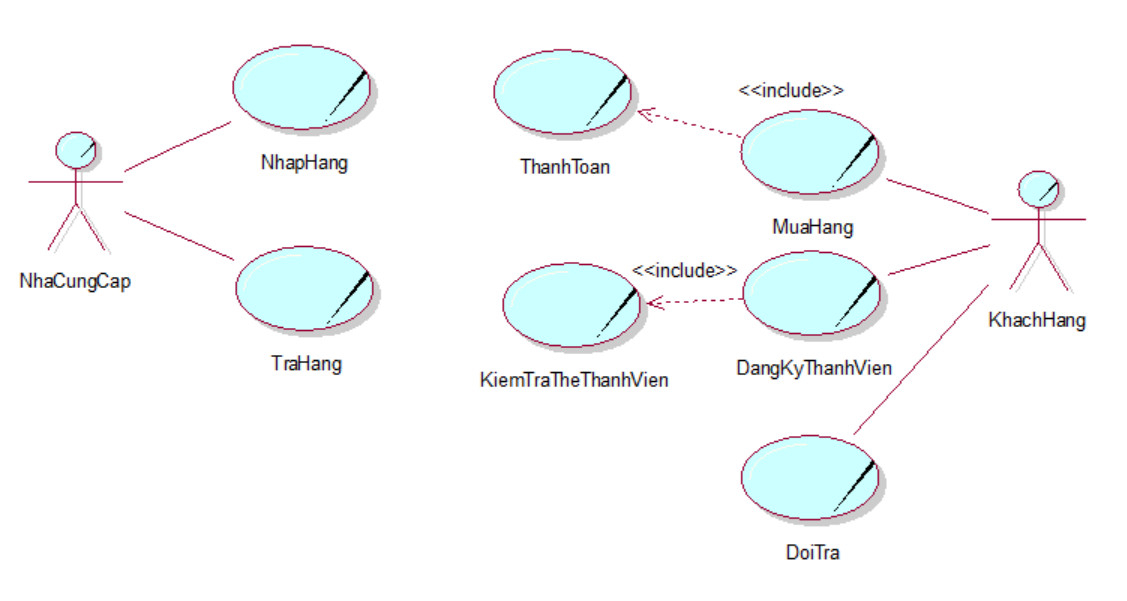 <<include>>
NhapHang
ThanhToan
MuaHang
NhaCungCap
<<include>>
KhachHang
TraHang
KiemTraTheThanhVien
DangKyThanhVien
DoiTra